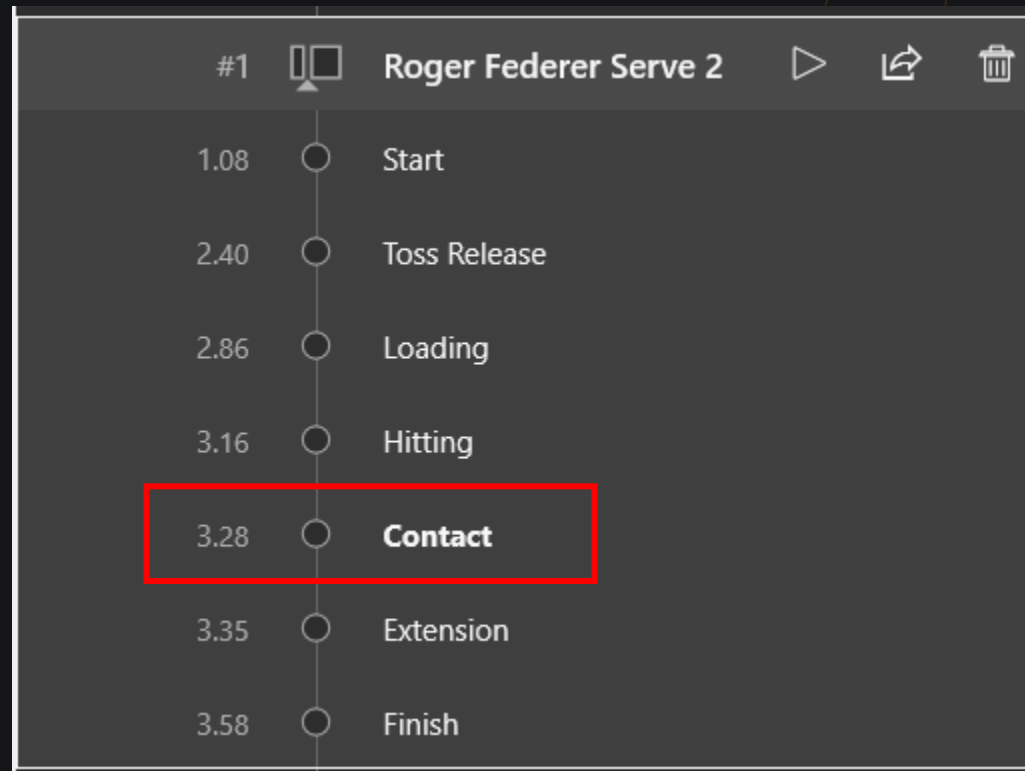 #1 Roger Federer Serve 2
1.08 Start
2.40 Toss Release
2.86 Loading
3.16 Hitting
3.28 Contact
3.35 Extension
3.58 Finish